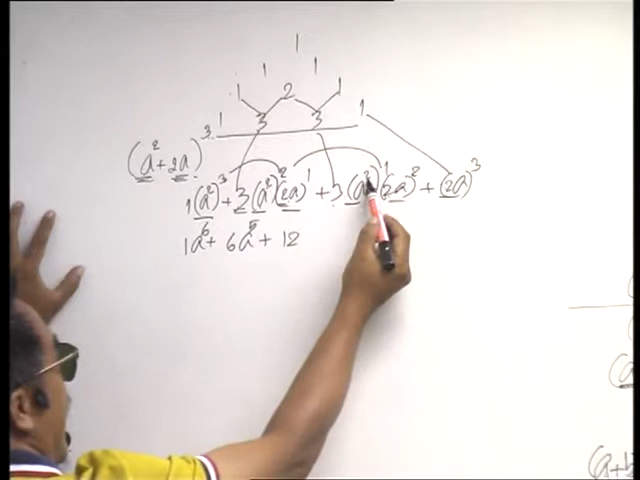 1
1 1
1 2 1
1 3 3 1
(a² + 2a)³
1(a²)³ + 3(a²)²(2a)¹ + 3(a²)¹(2a)² + (2a)³
1a⁶ + 6a⁵ + 12
(a+b